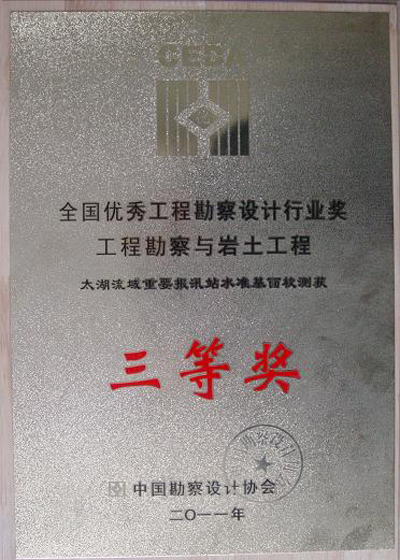 CECA
全国优秀工程勘察设计行业奖
工程勘察与岩土工程
太湖流域重要报汛站水准基面校测获
三等奖
中国勘察设计协会
二〇一一年